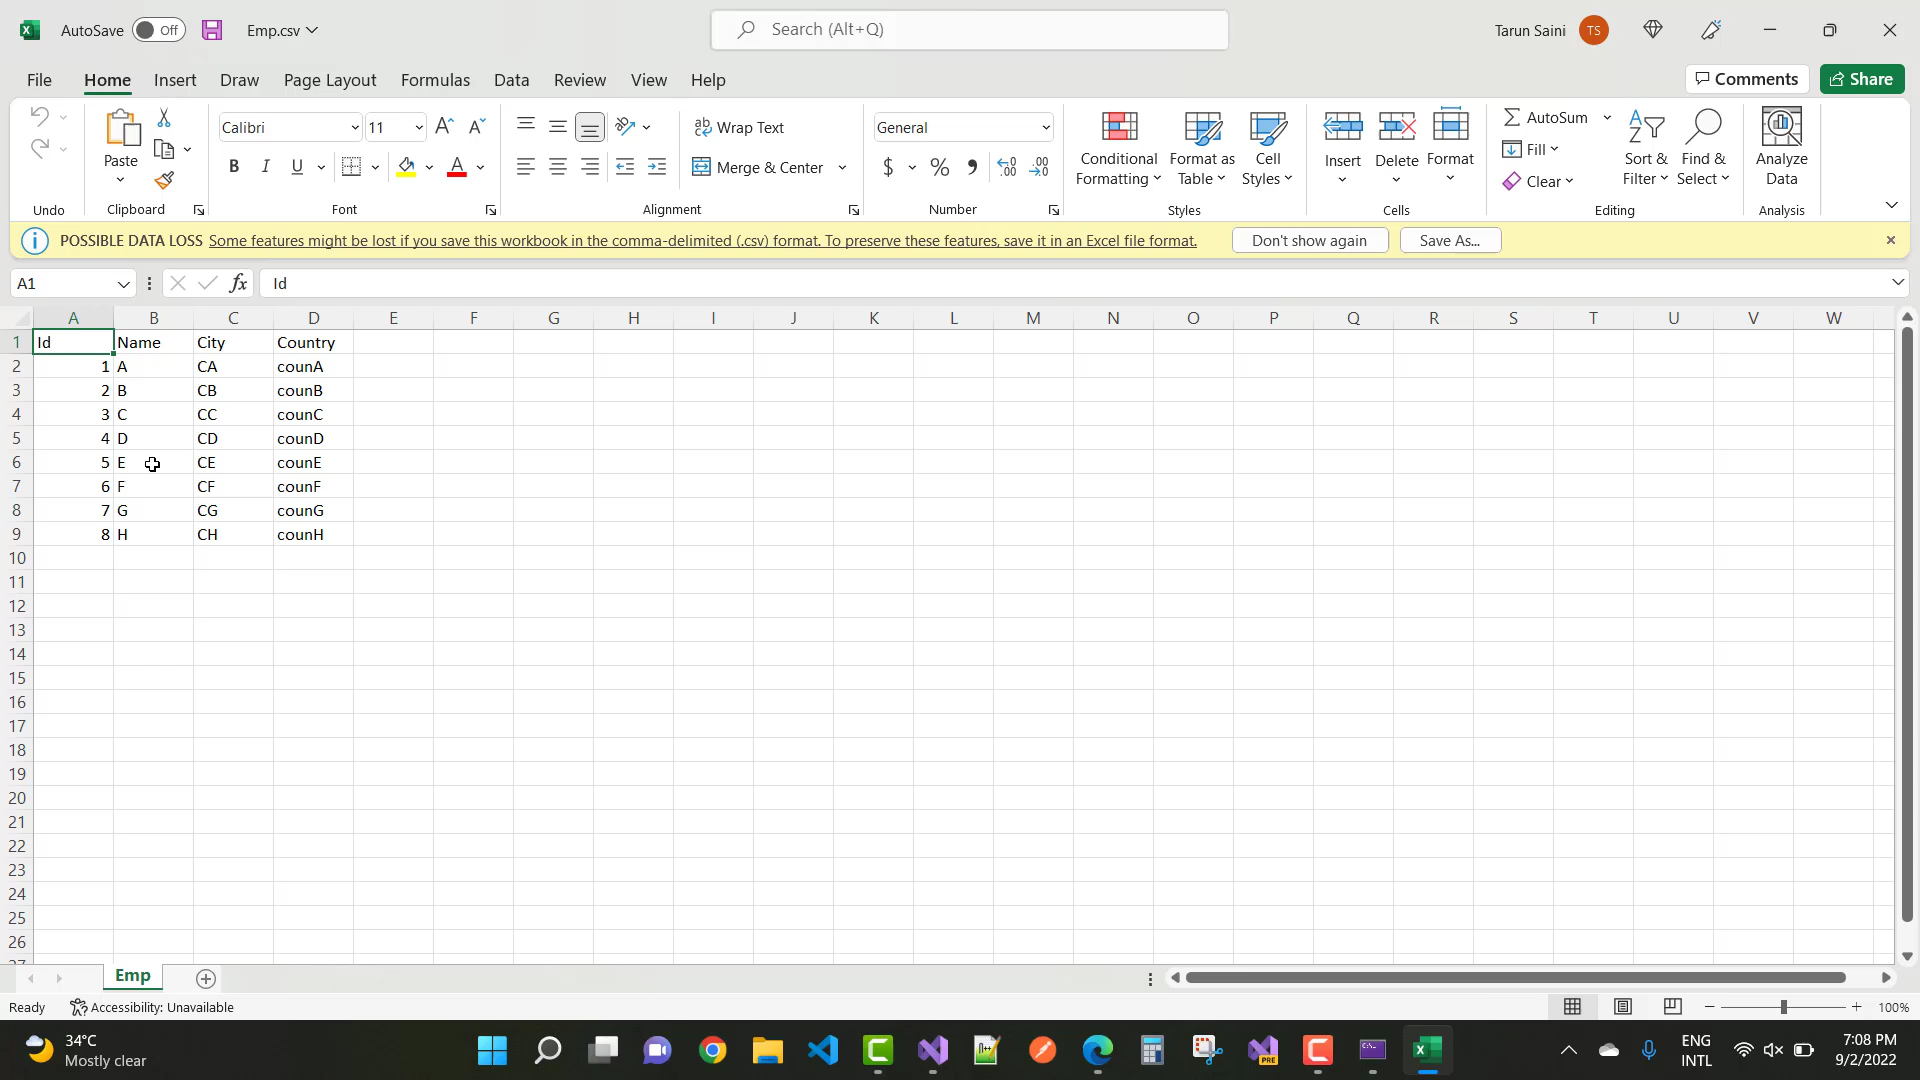 AutoSave Off Emp.csv Search (Alt+Q) Tarun Saini TS
File Home Insert Draw Page Layout Formulas Data Review View Help Comments Share
Calibri 11 Wrap Text General AutoSum
Paste B I U Merge & Center $ % Conditional Formatting Format as Table Cell Styles Insert Delete Format Fill Clear Sort & Filter Find & Select Analyze Data
Undo Clipboard Font Alignment Number Styles Cells Editing Analysis
POSSIBLE DATA LOSS Some features might be lost if you save this workbook in the comma-delimited (.csv) format. To preserve these features, save it in an Excel file format. Don't show again Save As...
A1 fx Id
A B C D E F G H I J K L M N O P Q R S T U V W
1 Id Name City Country
2 1 A CA counA
3 2 B CB counB
4 3 C CC counC
5 4 D CD counD
6 5 E CE counE
7 6 F CF counF
8 7 G CG counG
9 8 H CH counH
10
11
12
13
14
15
16
17
18
19
20
21
22
23
24
25
26
Emp
Ready Accessibility: Unavailable 100%
34°C ENG 7:08 PM
Mostly clear INTL 9/2/2022